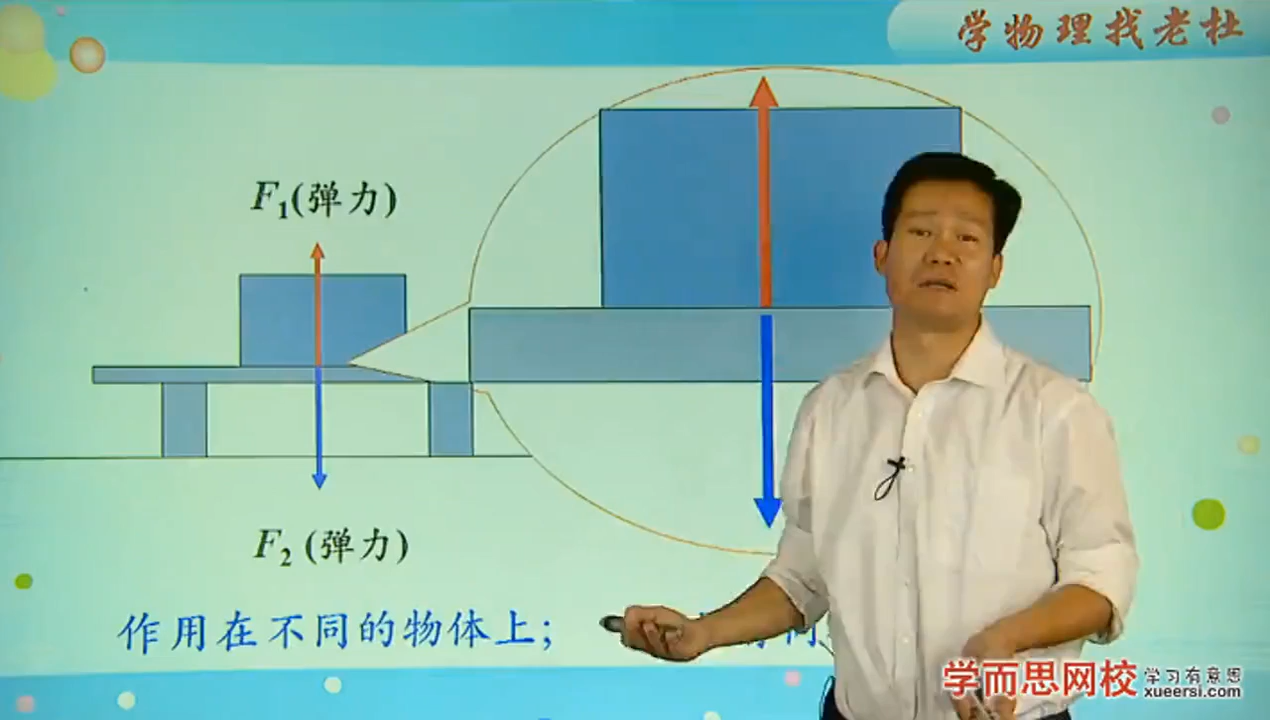 学物理找老杜
F₁(弹力)
F₂ (弹力)
作用在不同的物体上；
学而思网校 学习有意思
xueersi.com